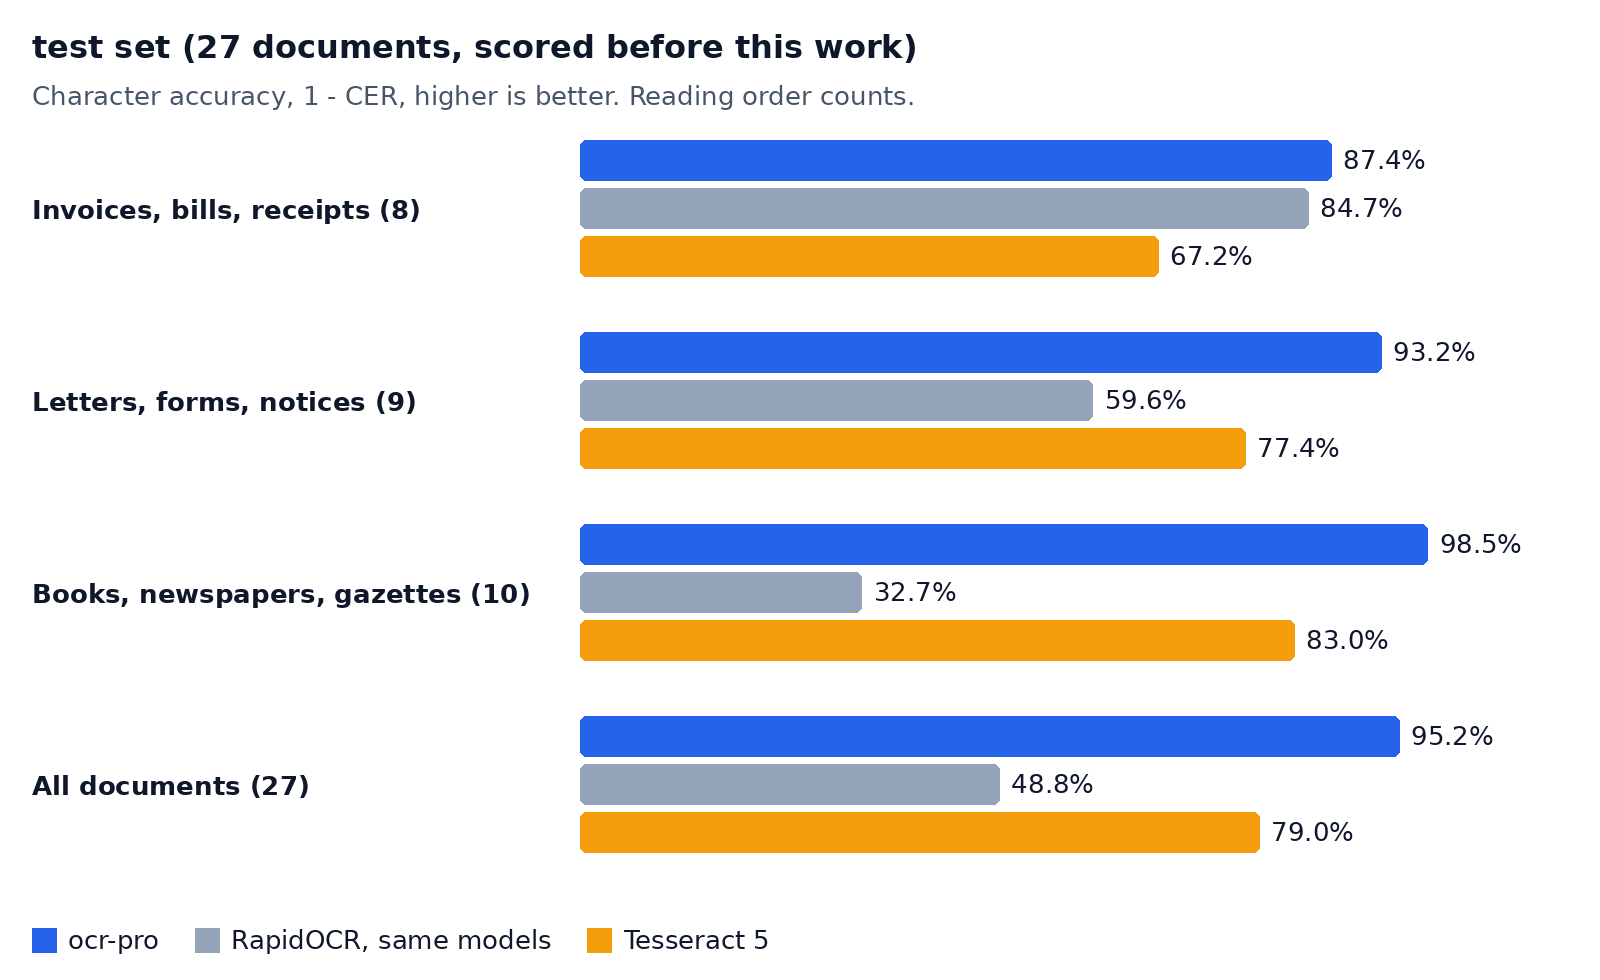 test set (27 documents, scored before this work)
Character accuracy, 1 - CER, higher is better. Reading order counts.
Invoices, bills, receipts (8)
87.4%
84.7%
67.2%
Letters, forms, notices (9)
93.2%
59.6%
77.4%
Books, newspapers, gazettes (10)
98.5%
32.7%
83.0%
All documents (27)
95.2%
48.8%
79.0%
ocr-pro RapidOCR, same models Tesseract 5